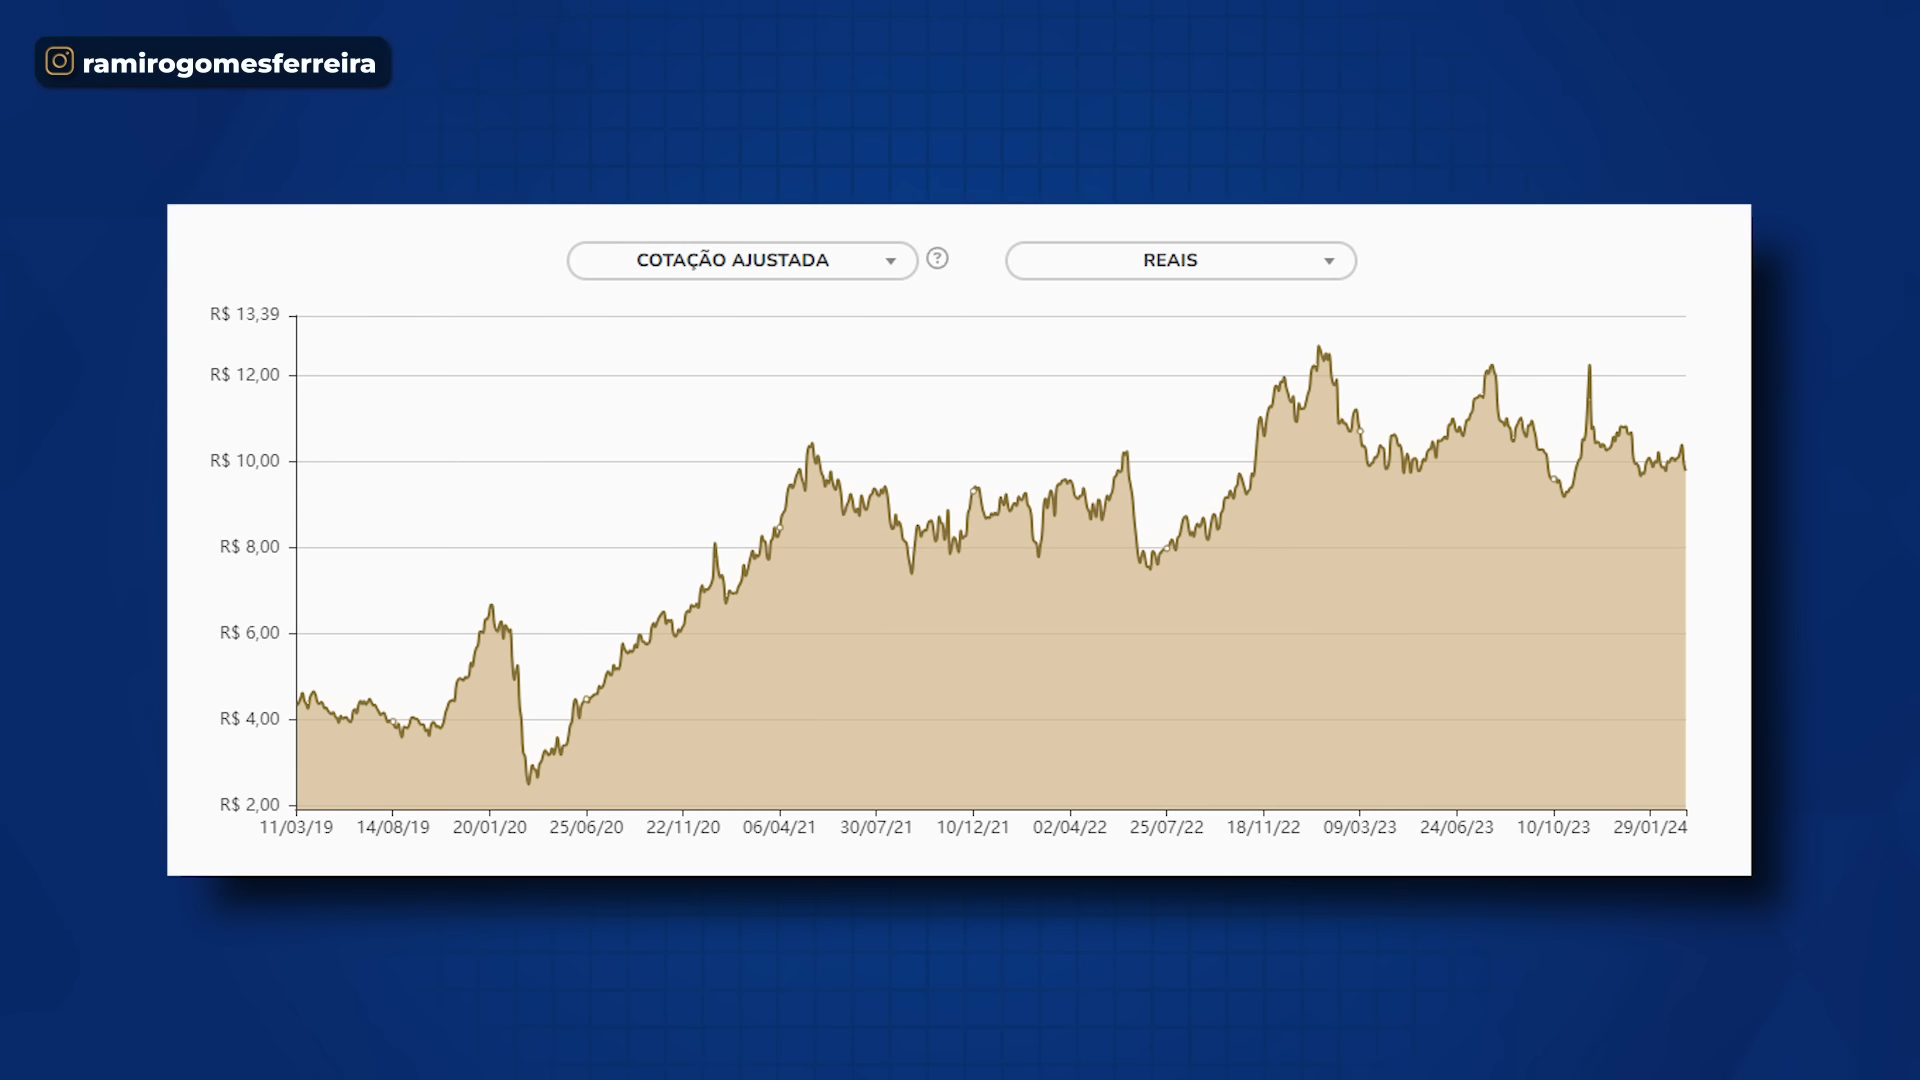 ramirogomesferreira
COTAÇÃO AJUSTADA ? REAIS
R$ 13,39
R$ 12,00
R$ 10,00
R$ 8,00
R$ 6,00
R$ 4,00
R$ 2,00
11/03/19 14/08/19 20/01/20 25/06/20 22/11/20 06/04/21 30/07/21 10/12/21 02/04/22 25/07/22 18/11/22 09/03/23 24/06/23 10/10/23 29/01/24